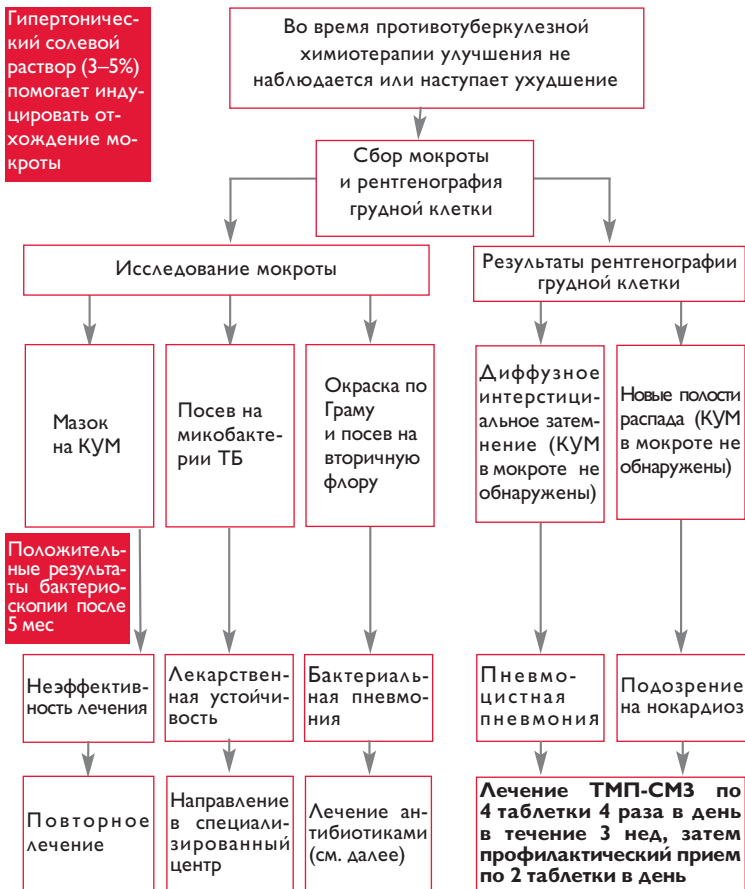 Гипертоничес-
кий солевой
раствор (3–5%)
помогает инду-
цировать от-
хождение мо-
кроты
Во время противотуберкулезной
химиотерапии улучшения не
наблюдается или наступает ухудшение
Сбор мокроты
и рентгенография
грудной клетки
Исследование мокроты
Результаты рентгенографии
грудной клетки
Мазок
на КУМ
Посев на
микобакте-
рии ТБ
Окраска по
Граму
и посев на
вторичную
флору
Диффузное
интерстици-
альное затем-
нение (КУМ
в мокроте не
обнаружены)
Новые полости
распада (КУМ
в мокроте не
обнаружены)
Положитель-
ные результа-
ты бактерио-
скопии после
5 мес
Неэффектив-
ность лечения
Лекарствен-
ная устойчи-
вость
Бактериаль-
ная пневмо-
ния
Пневмо-
цистная
пневмония
Подозрение
на нокардиоз
Повторное
лечение
Направление
в специали-
зированный
центр
Лечение ан-
тибиотиками
(см. далее)
Лечение ТМП-СМЗ по
4 таблетки 4 раза в день
в течение 3 нед, затем
профилактический прием
по 2 таблетки в день